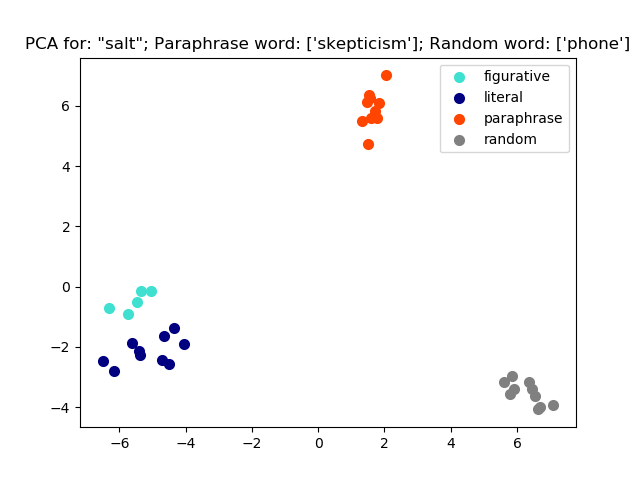 PCA for: "salt"; Paraphrase word: ['skepticism']; Random word: ['phone']
figurative
literal
paraphrase
random
6
4
2
0
−2
−4
−6 −4 −2 0 2 4 6